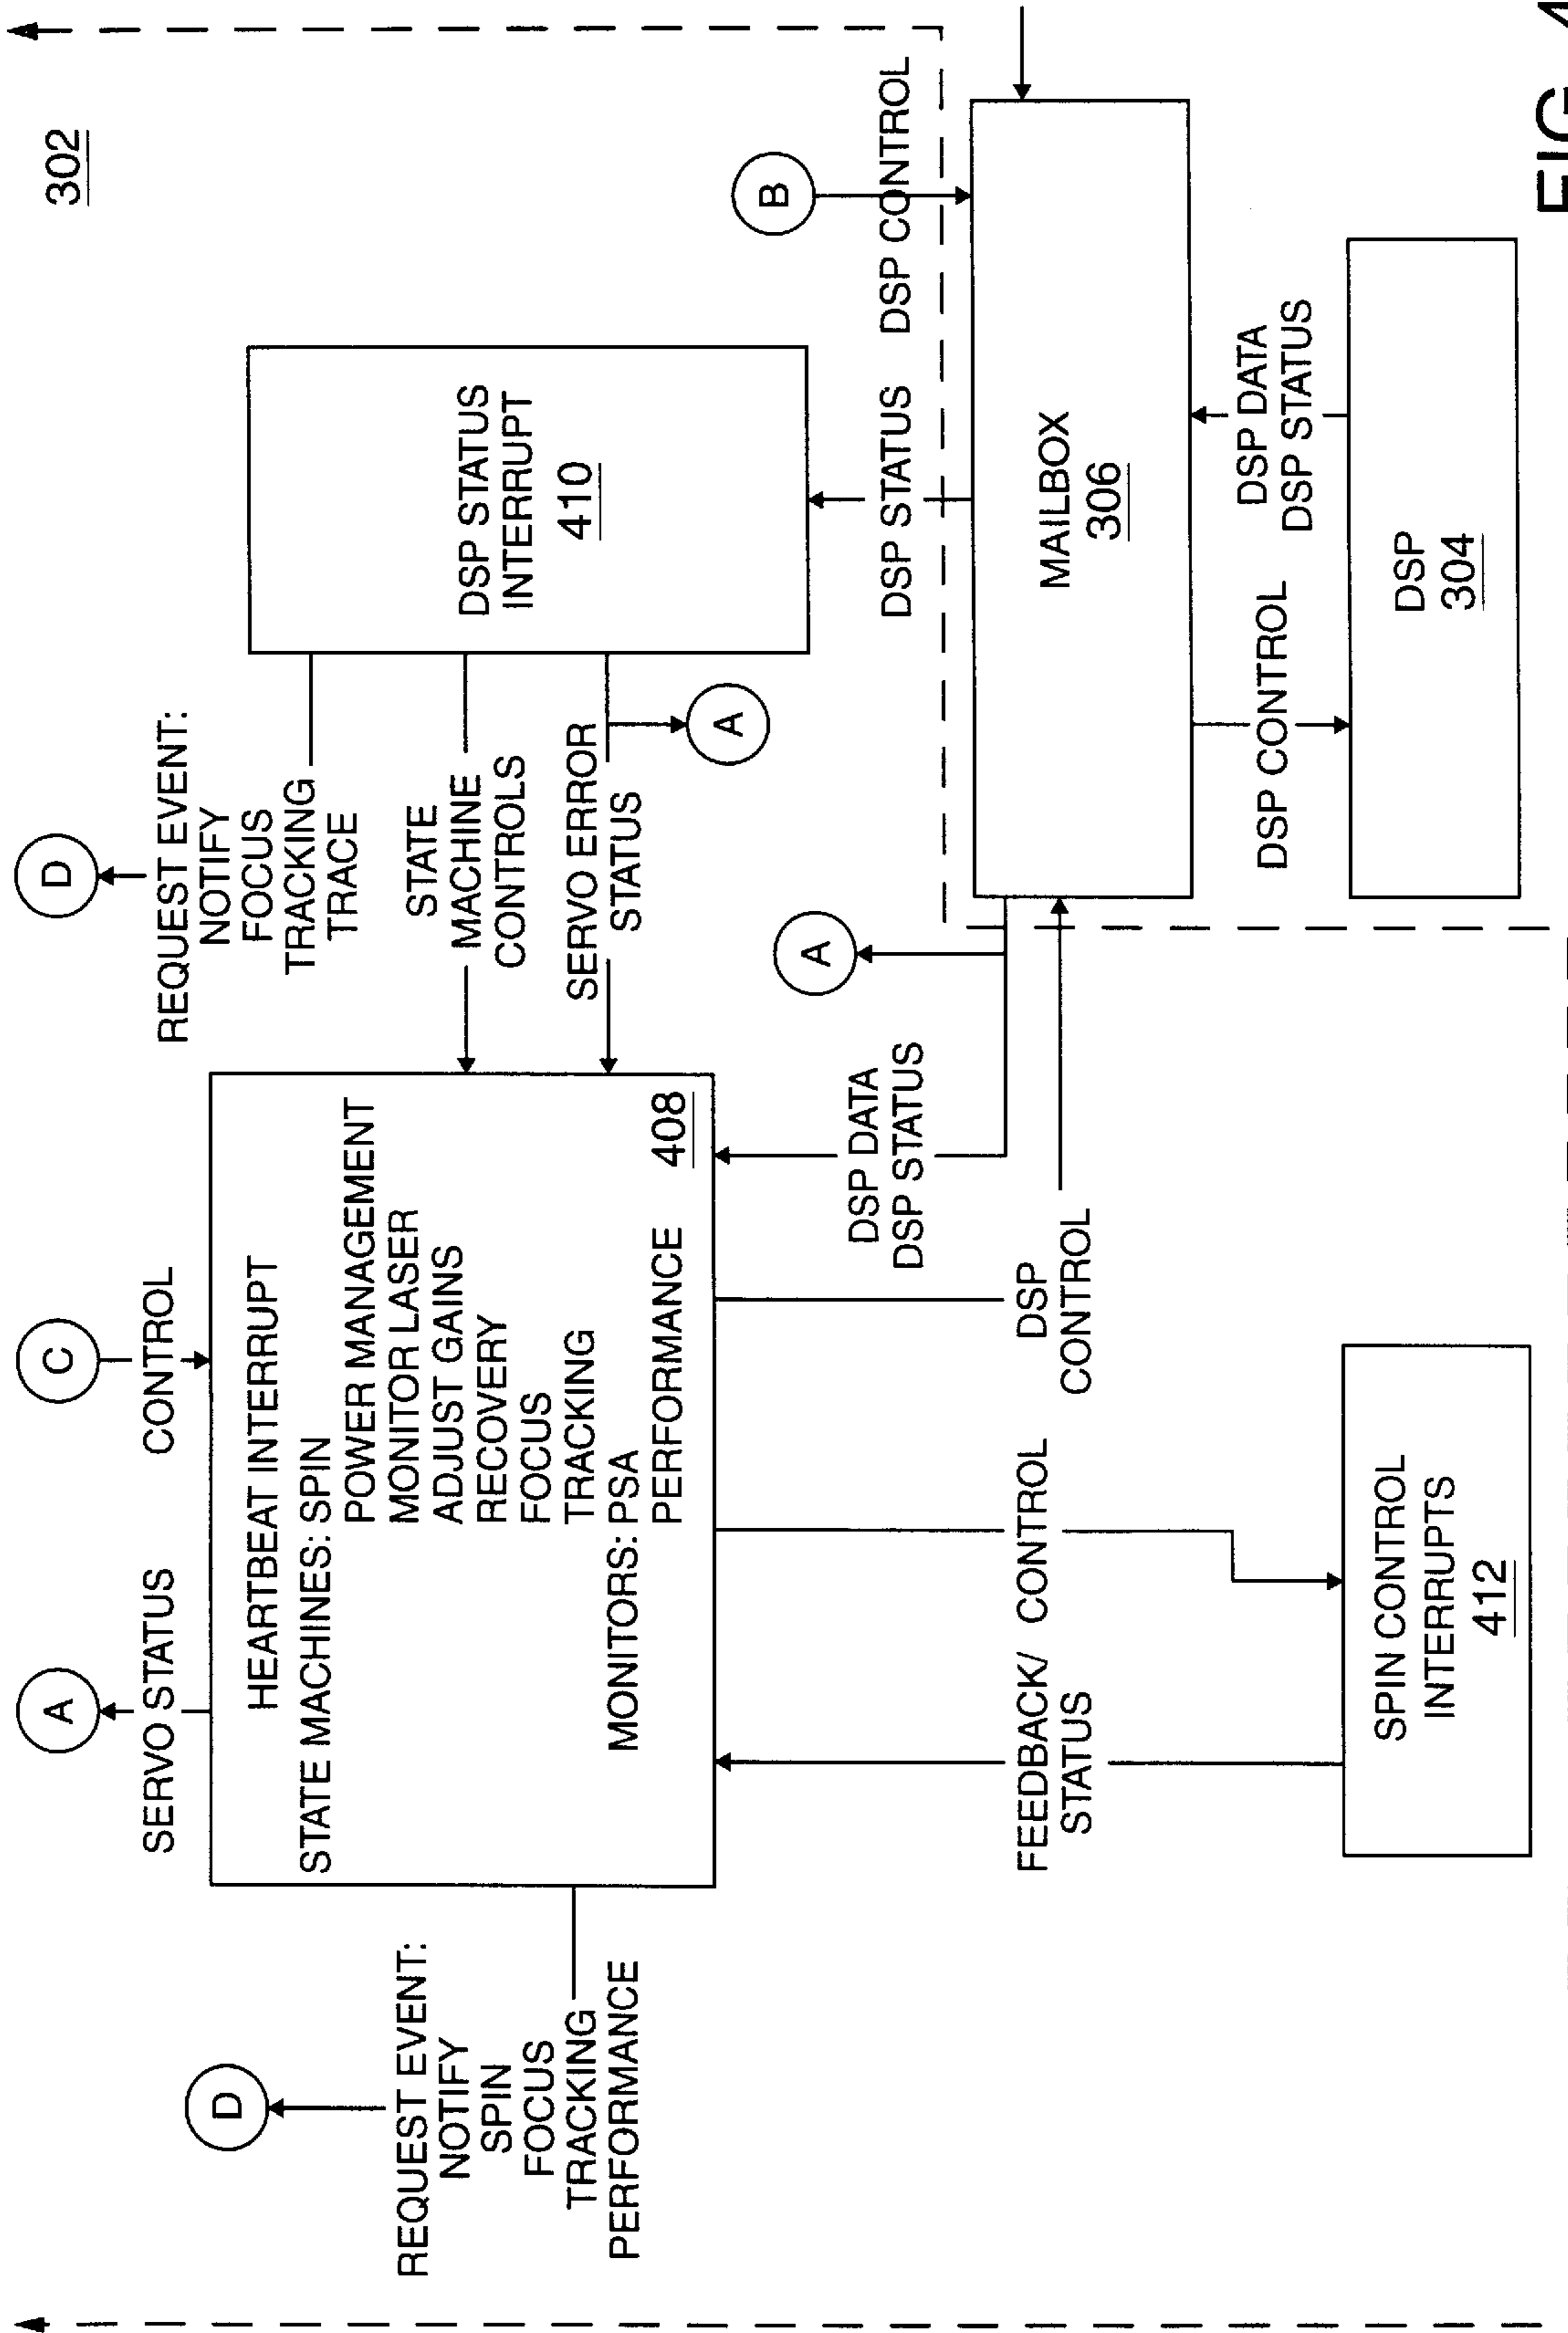 302
D
REQUEST EVENT:
NOTIFY
FOCUS
TRACKING
TRACE
C
CONTROL
A
SERVO STATUS
HEARTBEAT INTERRUPT
STATE MACHINES: SPIN
POWER MANAGEMENT
MONITOR LASER
ADJUST GAINS
RECOVERY
FOCUS
TRACKING
MONITORS: PSA
PERFORMANCE
408
D
REQUEST EVENT:
NOTIFY
SPIN
FOCUS
TRACKING
PERFORMANCE
STATE
MACHINE
CONTROLS
SERVO ERROR
STATUS
A
DSP STATUS
INTERRUPT
410
B
DSP STATUS
DSP CONTROL
A
DSP DATA
DSP STATUS
DSP
CONTROL
MAILBOX
306
FEEDBACK/
STATUS
CONTROL
DSP CONTROL
DSP DATA
DSP STATUS
SPIN CONTROL
INTERRUPTS
412
DSP
304
FIG. 4